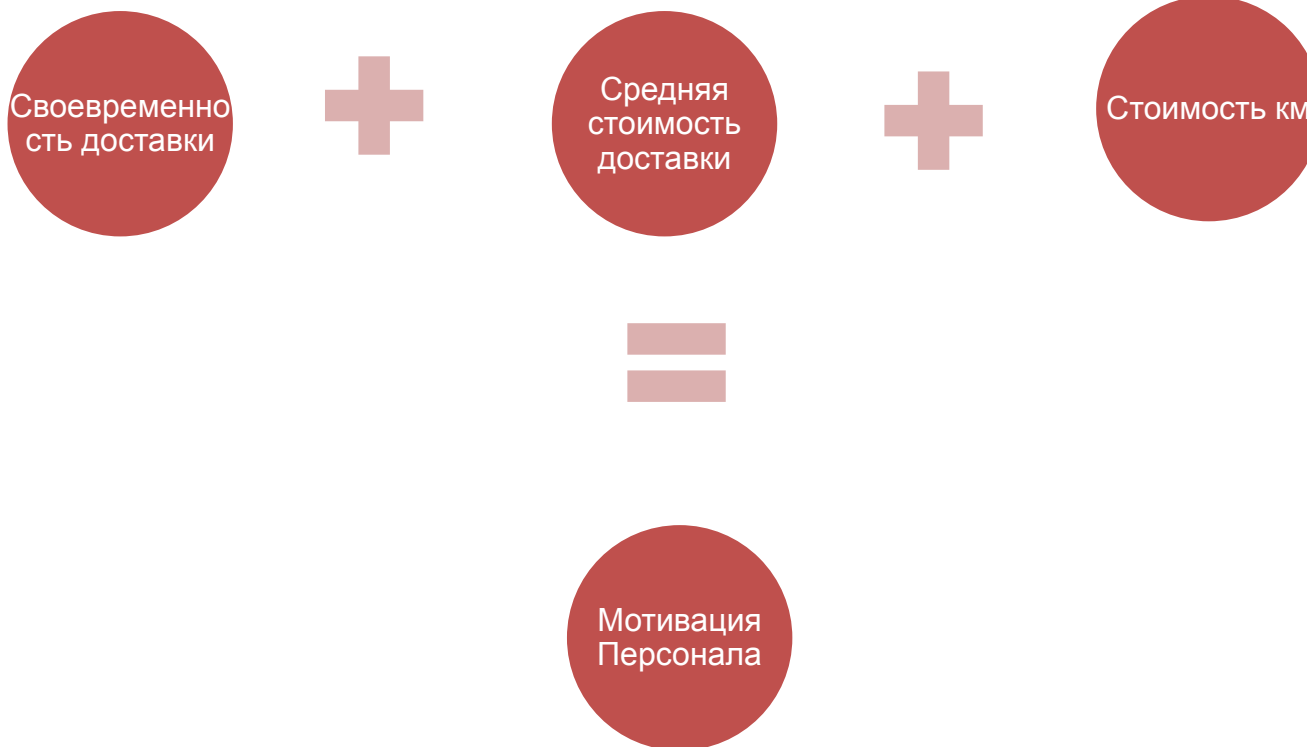 Своевременно
сть доставки
Средняя
стоимость
доставки
Стоимость км
Мотивация
Персонала